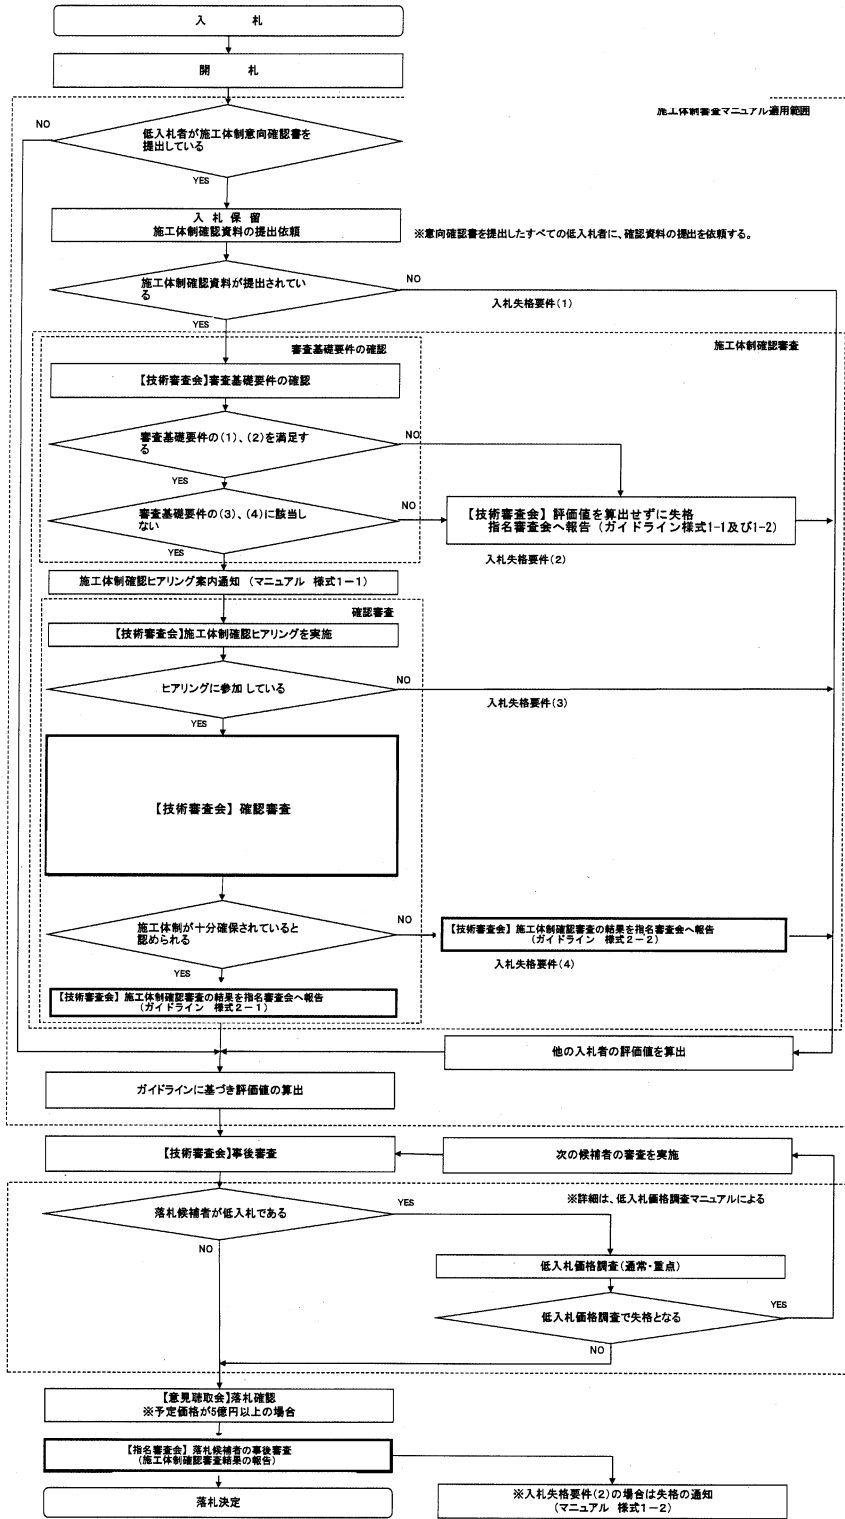 入　　札
開　　札
施工体制審査マニュアル適用範囲
NO
低入札者が施工体制意向確認書を
提出している
YES
入　札　保　留
施工体制確認資料の提出依頼
※意向確認書を提出したすべての低入札者に、確認資料の提出を依頼する。
施工体制確認資料が提出されてい
る
NO
入札失格要件(1)
YES
審査基礎要件の確認
施工体制確認審査
【技術審査会】審査基礎要件の確認
審査基礎要件の(1)、(2)を満足す
る
NO
YES
審査基礎要件の(3)、(4)に該当し
ない
NO
【技術審査会】評価値を算出せずに失格
指名審査会へ報告（ガイドライン様式1-1及び1-2）
YES
入札失格要件(2)
施工体制確認ヒアリング案内通知　（マニュアル　様式1－1）
確認審査
【技術審査会】施工体制確認ヒアリングを実施
ヒアリングに参加している
NO
入札失格要件(3)
YES
【技術審査会】確認審査
施工体制が十分確保されていると
認められる
NO
【技術審査会】施工体制確認審査の結果を指名審査会へ報告
（ガイドライン　様式2－2）
入札失格要件(4)
YES
【技術審査会】施工体制確認審査の結果を指名審査会へ報告
（ガイドライン　様式2－1）
他の入札者の評価値を算出
ガイドラインに基づき評価値の算出
【技術審査会】事後審査
次の候補者の審査を実施
落札候補者が低入札である
YES
※詳細は、低入札価格調査マニュアルによる
NO
低入札価格調査(通常・重点)
低入札価格調査で失格となる
YES
NO
【意見聴取会】落札確認
※予定価格が5億円以上の場合
【指名審査会】落札候補者の事後審査
（施工体制確認審査結果の報告）
落札決定
※入札失格要件(2)の場合は失格の通知
（マニュアル　様式1－2）